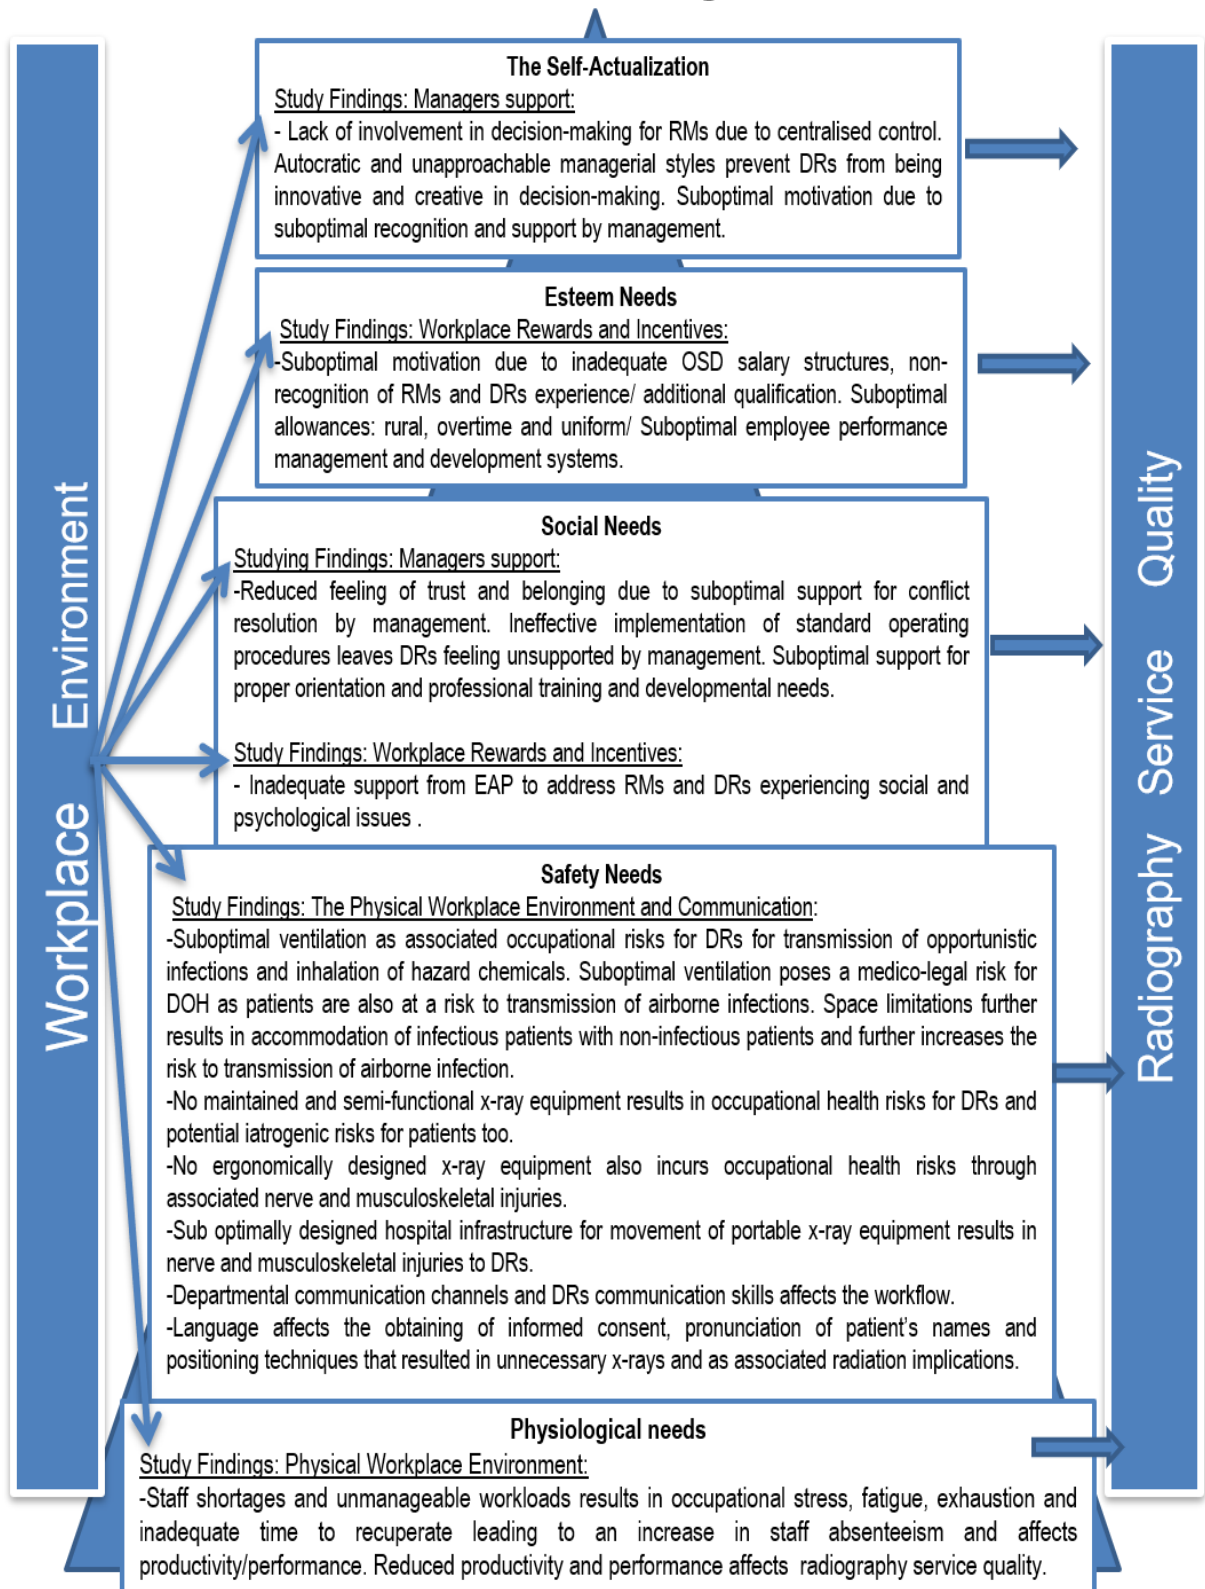 The Self-Actualization
Study Findings: Managers support:
- Lack of involvement in decision-making for RMs due to centralised control.
Autocratic and unapproachable managerial styles prevent DRs from being
innovative and creative in decision-making. Suboptimal motivation due to
suboptimal recognition and support by management.
Esteem Needs
Study Findings: Workplace Rewards and Incentives:
-Suboptimal motivation due to inadequate OSD salary structures, non-
recognition of RMs and DRs experience/ additional qualification. Suboptimal
allowances: rural, overtime and uniform/ Suboptimal employee performance
management and development systems.
Social Needs
Studying Findings: Managers support:
-Reduced feeling of trust and belonging due to suboptimal support for conflict
resolution by management. Ineffective implementation of standard operating
procedures leaves DRs feeling unsupported by management. Suboptimal support for
proper orientation and professional training and developmental needs.
Study Findings: Workplace Rewards and Incentives:
- Inadequate support from EAP to address RMs and DRs experiencing social and
psychological issues .
Safety Needs
Study Findings: The Physical Workplace Environment and Communication:
-Suboptimal ventilation as associated occupational risks for DRs for transmission of opportunistic
infections and inhalation of hazard chemicals. Suboptimal ventilation poses a medico-legal risk for
DOH as patients are also at a risk to transmission of airborne infections. Space limitations further
results in accommodation of infectious patients with non-infectious patients and further increases the
risk to transmission of airborne infection.
-No maintained and semi-functional x-ray equipment results in occupational health risks for DRs and
potential iatrogenic risks for patients too.
-No ergonomically designed x-ray equipment also incurs occupational health risks through
associated nerve and musculoskeletal injuries.
-Sub optimally designed hospital infrastructure for movement of portable x-ray equipment results in
nerve and musculoskeletal injuries to DRs.
-Departmental communication channels and DRs communication skills affects the workflow.
-Language affects the obtaining of informed consent, pronunciation of patient's names and
positioning techniques that resulted in unnecessary x-rays and as associated radiation implications.
Physiological needs
Study Findings: Physical Workplace Environment:
-Staff shortages and unmanageable workloads results in occupational stress, fatigue, exhaustion and
inadequate time to recuperate leading to an increase in staff absenteeism and affects
productivity/performance. Reduced productivity and performance affects radiography service quality.
Workplace Environment
Radiography Service Quality